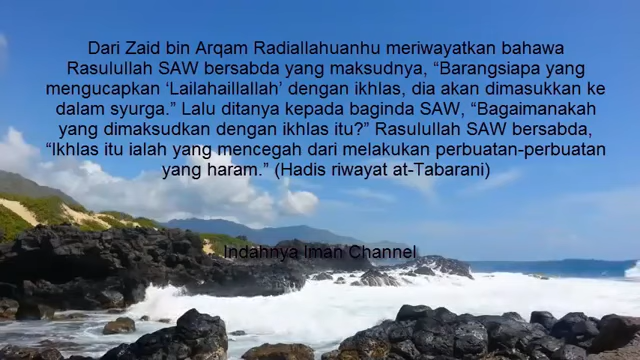 Dari Zaid bin Arqam Radiallahuanhu meriwayatkan bahawa
Rasulullah SAW bersabda yang maksudnya, “Barangsiapa yang
mengucapkan ‘Lailahaillallah’ dengan ikhlas, dia akan dimasukkan ke
dalam syurga.” Lalu ditanya kepada baginda SAW, “Bagaimanakah
yang dimaksudkan dengan ikhlas itu?” Rasulullah SAW bersabda,
“Ikhlas itu ialah yang mencegah dari melakukan perbuatan-perbuatan
yang haram.” (Hadis riwayat at-Tabarani)
Indahnya Iman Channel